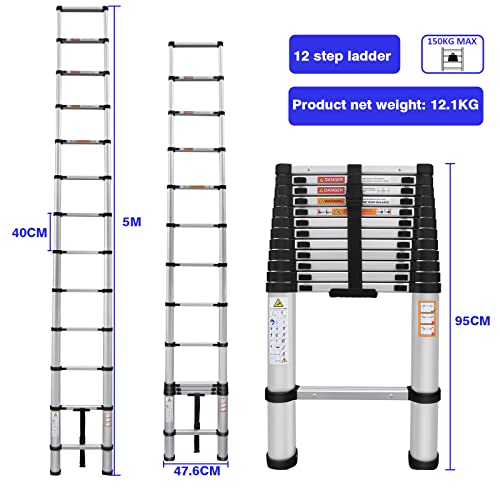 12 step ladder
150KG MAX
Product net weight: 12.1KG
DANGER
DANGER
WARNING
40CM
5M
95CM
47.6CM